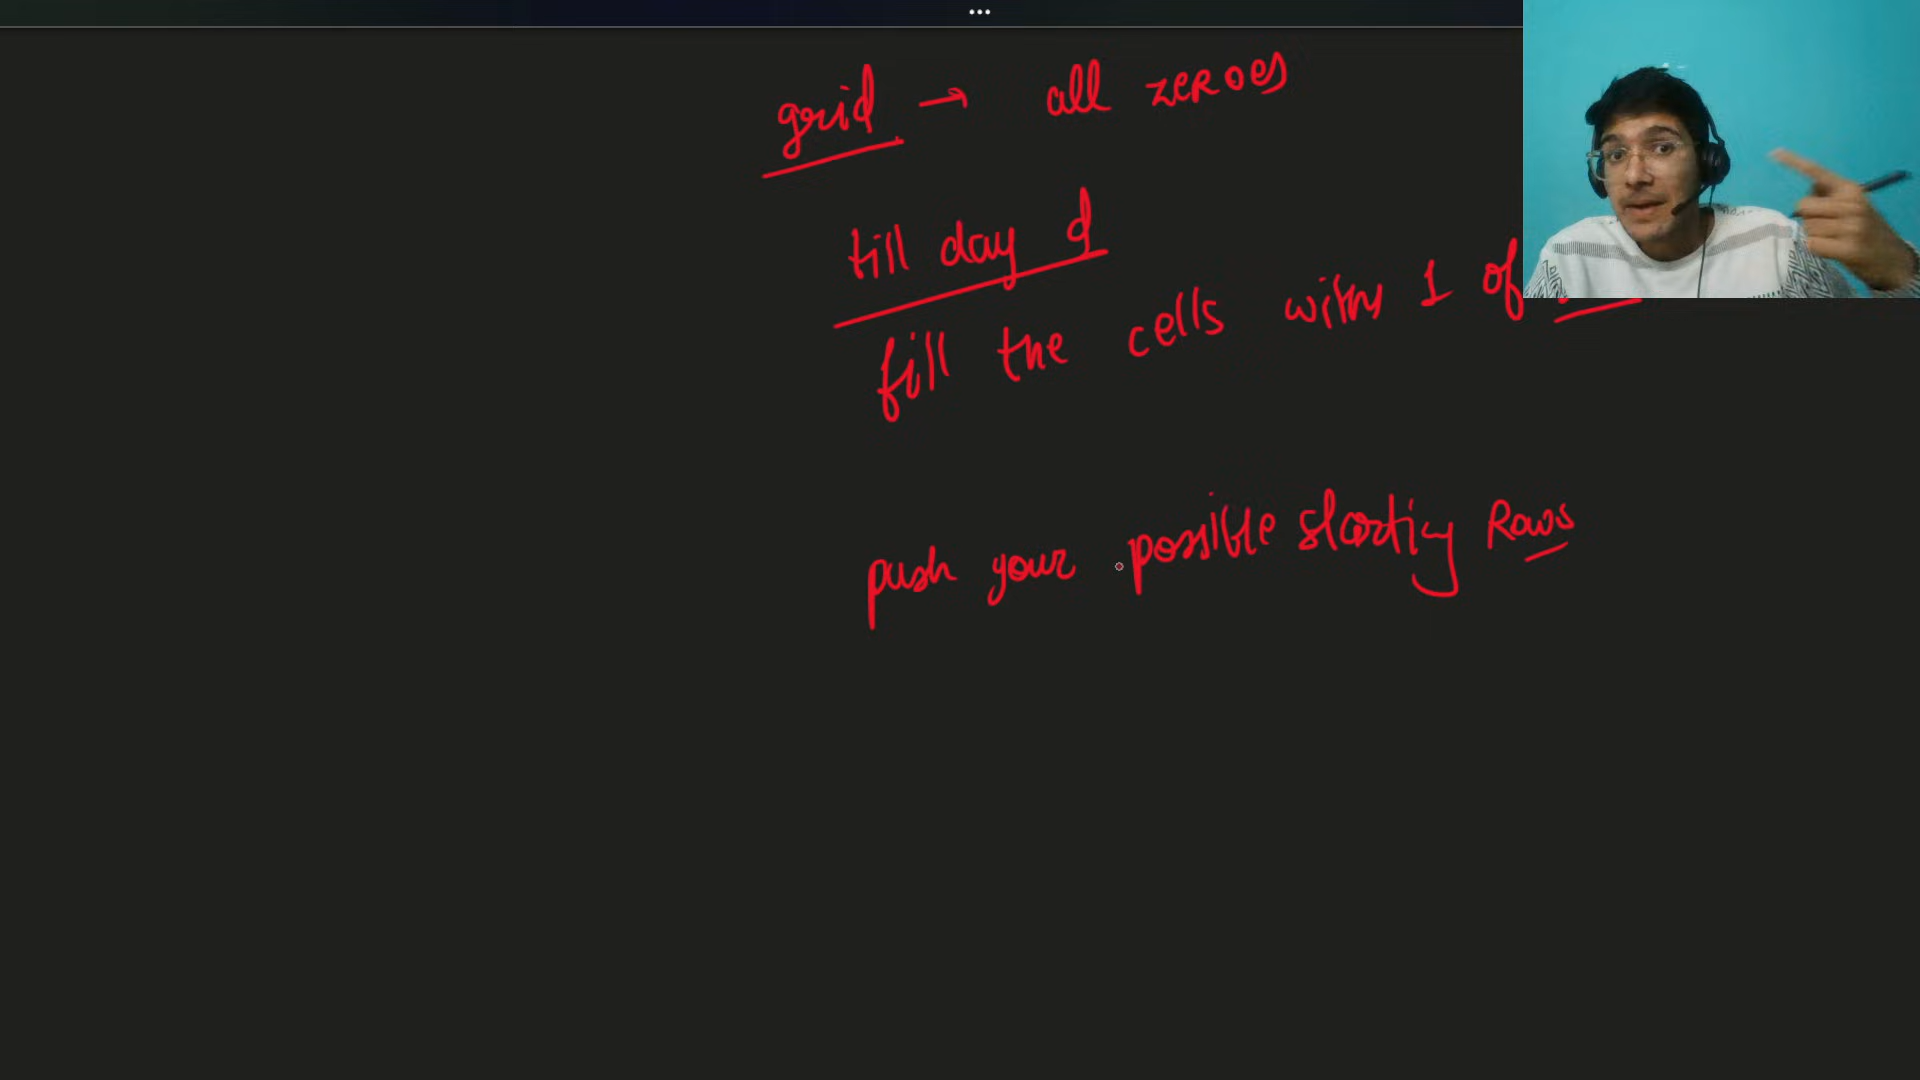 ...
grid → all zeroes
till day d
fill the cells with 1 of
push your possible starting Rows